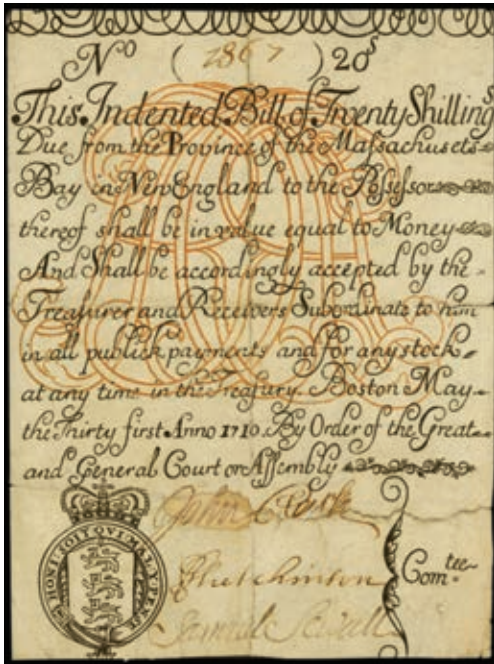 No (2867) 20s
This Indented Bill of Twenty Shillings
Due from the Province of the Massachusets
Bay in New England to the Possessor
thereof shall be in value equal to Money
And Shall be accordingly accepted by the
Treasurer and Receivers Subordinate to him
in all publick payments and for any stock
at any time in the Treasury. Boston May
the Thirty first Anno 1710. By Order of the Great
and General Court or Assembly
John Clark
Hutchinson
Comtee
Samuel Sewall
HONI SOIT QVI MAL Y PENSE